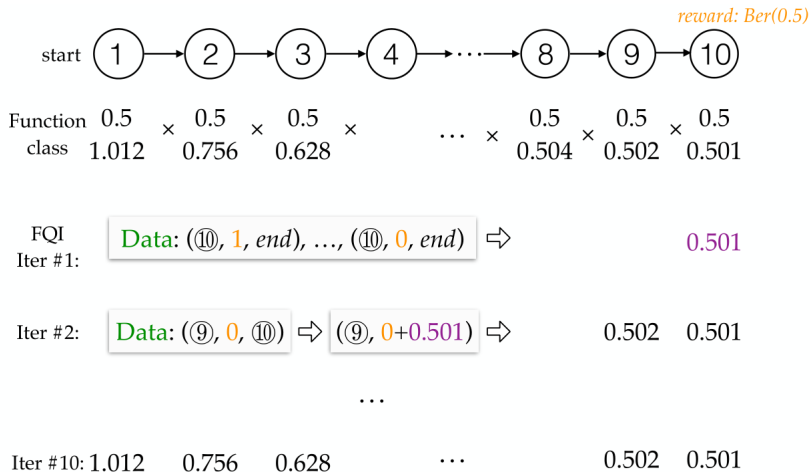 reward: Ber(0.5)
start 1 2 3 4 ... 8 9 10
Function class
0.5 × 0.5 × 0.5 × ... × 0.5 × 0.5 × 0.5
1.012 0.756 0.628 0.504 0.502 0.501
FQI
Iter #1:
Data: (⑩, 1, end), ..., (⑩, 0, end) ⇨ 0.501
Iter #2: Data: (⑨, 0, ⑩) ⇨ (⑨, 0+0.501) ⇨ 0.502 0.501
...
Iter #10: 1.012 0.756 0.628 ... 0.502 0.501